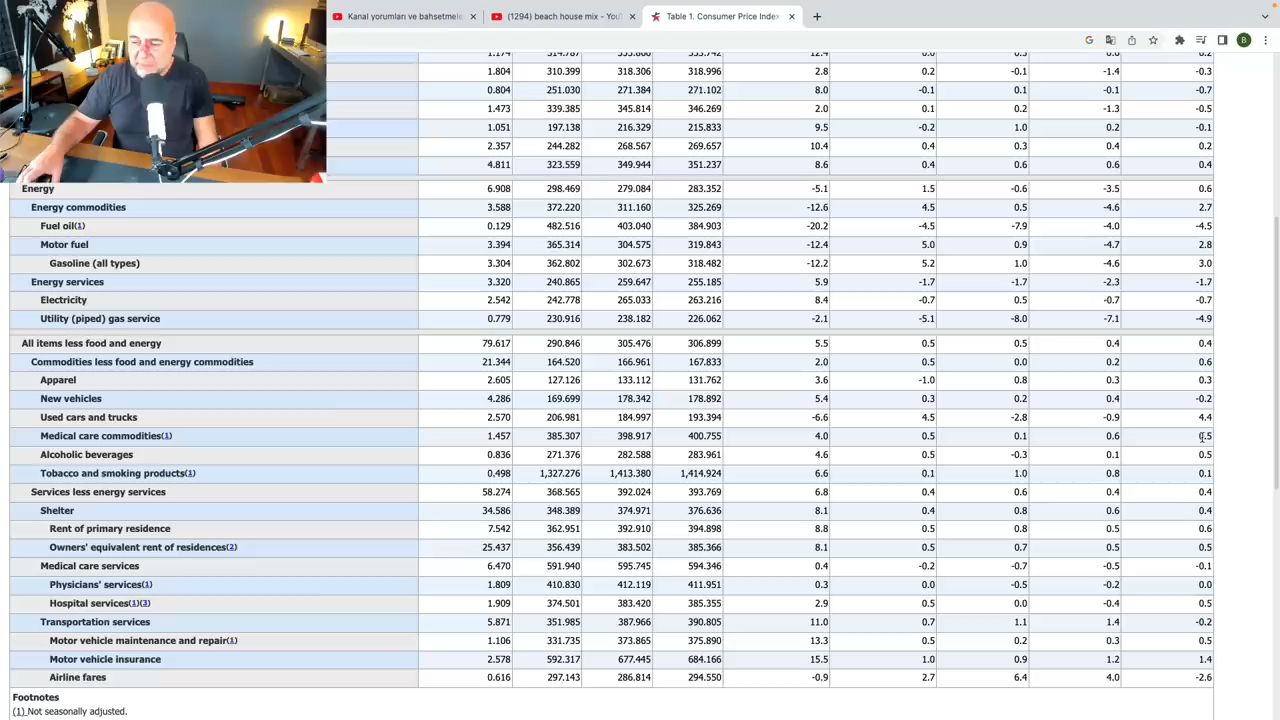 Kanal yorumları ve bahsetmele
(1294) beach house mix - YouT
Table 1. Consumer Price Index
B
1.174 314.787 12.4 0.2
1.804 310.399 318.306 318.996 2.8 0.2 -0.1 -1.4 -0.3
0.804 251.030 271.384 271.102 8.0 -0.1 0.1 -0.1 -0.7
1.473 339.385 345.814 346.269 2.0 0.1 0.2 -1.3 -0.5
1.051 197.138 216.329 215.833 9.5 -0.2 1.0 0.2 -0.1
2.357 244.282 268.567 269.657 10.4 0.4 0.3 0.4 0.2
4.811 323.559 349.944 351.237 8.6 0.4 0.6 0.6 0.4
Energy 6.908 298.469 279.084 283.352 -5.1 1.5 -0.6 -3.5 0.6
Energy commodities 3.588 372.220 311.160 325.269 -12.6 4.5 0.5 -4.6 2.7
Fuel oil(1) 0.129 482.516 403.040 384.903 -20.2 -4.5 -7.9 -4.0 -4.5
Motor fuel 3.394 365.314 304.575 319.843 -12.4 5.0 0.9 -4.7 2.8
Gasoline (all types) 3.304 362.802 302.673 318.482 -12.2 5.2 1.0 -4.6 3.0
Energy services 3.320 240.865 259.647 255.185 5.9 -1.7 -1.7 -2.3 -1.7
Electricity 2.542 242.778 265.033 263.216 8.4 -0.7 0.5 -0.7 -0.7
Utility (piped) gas service 0.779 230.916 238.182 226.062 -2.1 -5.1 -8.0 -7.1 -4.9
All items less food and energy 79.617 290.846 305.476 306.899 5.5 0.5 0.5 0.4 0.4
Commodities less food and energy commodities 21.344 164.520 166.961 167.833 2.0 0.5 0.0 0.2 0.6
Apparel 2.605 127.126 133.112 131.762 3.6 -1.0 0.8 0.3 0.3
New vehicles 4.286 169.699 178.342 178.892 5.4 0.3 0.2 0.4 -0.2
Used cars and trucks 2.570 206.981 184.997 193.394 -6.6 4.5 -2.8 -0.9 4.4
Medical care commodities(1) 1.457 385.307 398.917 400.755 4.0 0.5 0.1 0.6 0.5
Alcoholic beverages 0.836 271.376 282.588 283.961 4.6 0.5 -0.3 0.1 0.5
Tobacco and smoking products(1) 0.498 1,327.276 1,413.380 1,414.924 6.6 0.1 1.0 0.8 0.1
Services less energy services 58.274 368.565 392.024 393.769 6.8 0.4 0.6 0.4 0.4
Shelter 34.586 348.389 374.971 376.636 8.1 0.4 0.8 0.6 0.4
Rent of primary residence 7.542 362.951 392.910 394.898 8.8 0.5 0.8 0.5 0.6
Owners' equivalent rent of residences(2) 25.437 356.439 383.502 385.366 8.1 0.5 0.7 0.5 0.5
Medical care services 6.470 591.940 595.745 594.346 0.4 -0.2 -0.7 -0.5 -0.1
Physicians' services(1) 1.809 410.830 412.119 411.951 0.3 0.0 -0.5 -0.2 0.0
Hospital services(1)(3) 1.909 374.501 383.420 385.355 2.9 0.5 0.0 -0.4 0.5
Transportation services 5.871 351.985 387.966 390.805 11.0 0.7 1.1 1.4 -0.2
Motor vehicle maintenance and repair(1) 1.106 331.735 373.865 375.890 13.3 0.5 0.2 0.3 0.5
Motor vehicle insurance 2.578 592.317 677.445 684.166 15.5 1.0 0.9 1.2 1.4
Airline fares 0.616 297.143 286.814 294.550 -0.9 2.7 6.4 4.0 -2.6
Footnotes
(1) Not seasonally adjusted.